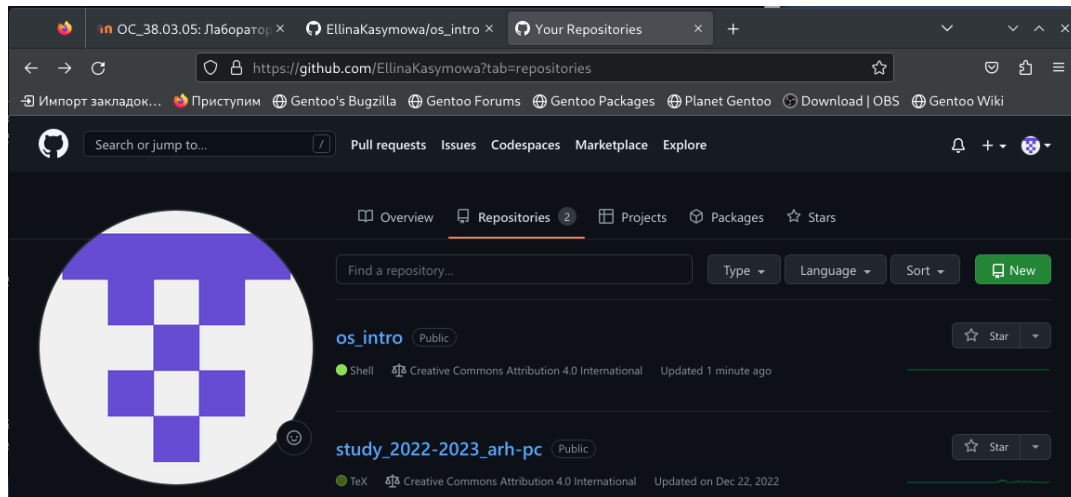 ОС_38.03.05: Лаборатор
EllinaKasymowa/os_intro
Your Repositories
https://github.com/EllinaKasymowa?tab=repositories
Импорт закладок... Приступим Gentoo's Bugzilla Gentoo Forums Gentoo Packages Planet Gentoo Download | OBS Gentoo Wiki
Search or jump to... / Pull requests Issues Codespaces Marketplace Explore
Overview Repositories 2 Projects Packages Stars
Find a repository... Type Language Sort New
os_intro Public Star
Shell Creative Commons Attribution 4.0 International Updated 1 minute ago
study_2022-2023_arh-pc Public Star
TeX Creative Commons Attribution 4.0 International Updated on Dec 22, 2022